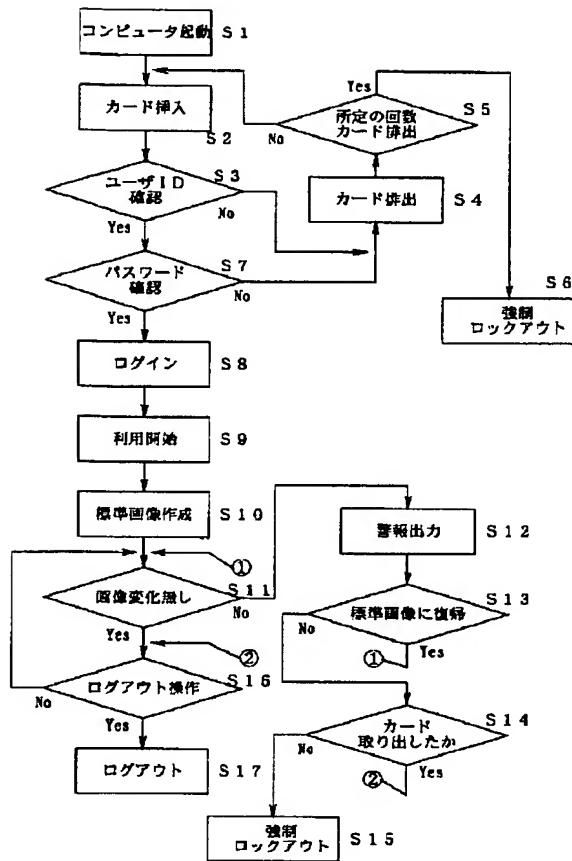 コンピュータ起動 S1
カード挿入
S2
ユーザID
確認
S3
No
Yes
カード排出 S4
所定の回数
カード排出
S5
Yes
No
S6
強制
ロックアウト
パスワード
確認
S7
No
Yes
ログイン S8
利用開始 S9
標準画像作成 S10
①
画像変化無し
S11
No
Yes
②
警報出力 S12
標準画像に復帰
S13
No
Yes
①
カード
取り出したか
S14
No
Yes
②
強制
ロックアウト
S15
ログアウト操作
S16
No
Yes
ログアウト S17